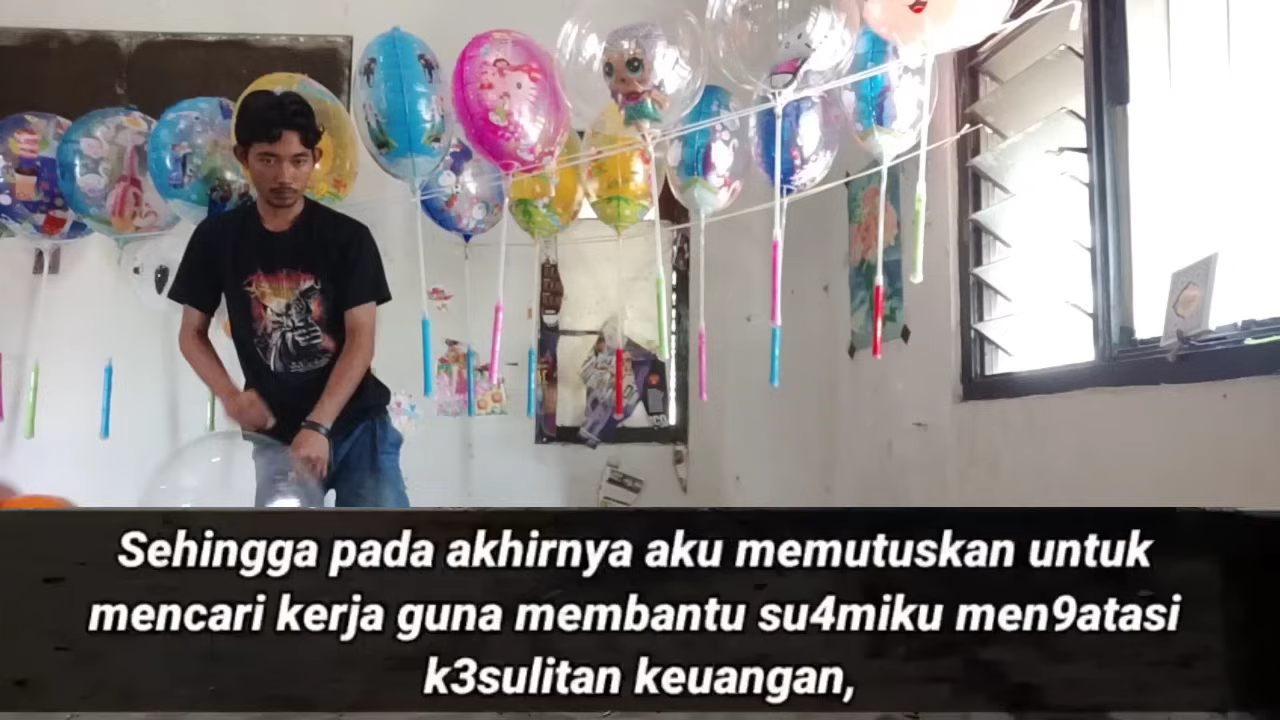 Sehingga pada akhirnya aku memutuskan untuk
mencari kerja guna membantu su4miku men9atasi
k3sulitan keuangan,